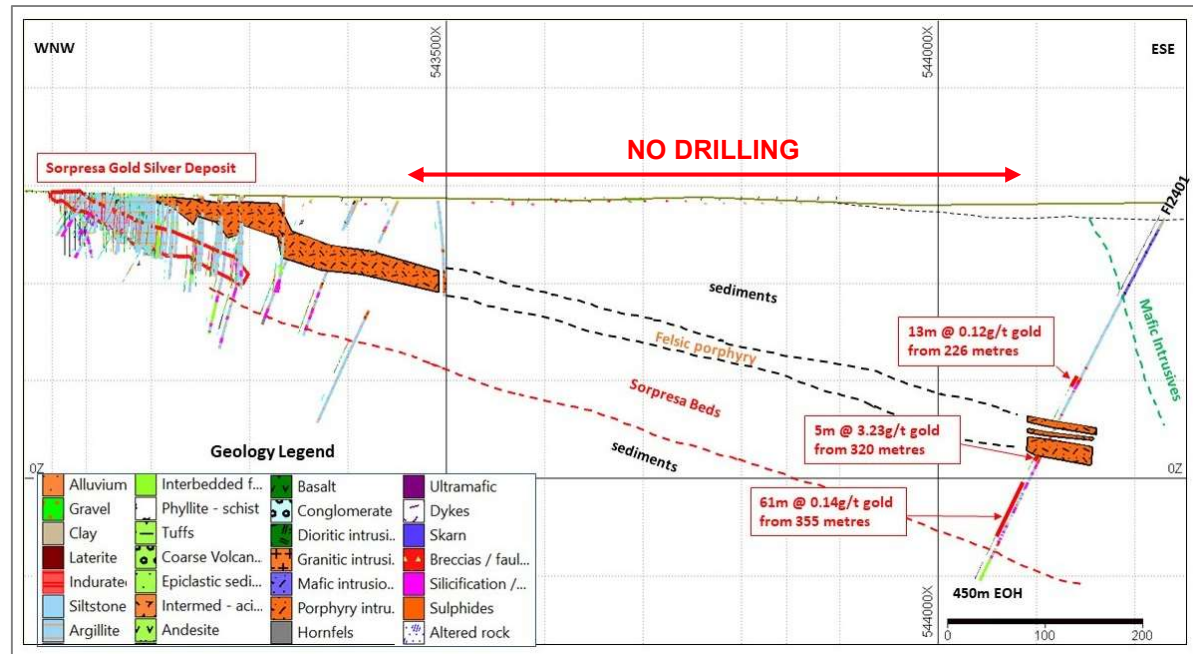 WNW
543500X
544000X
ESE
NO DRILLING
Sorpresa Gold Silver Deposit
FI2401
sediments
Mafic Intrusives
13m @ 0.12g/t gold
from 226 metres
Felsic porphyry
Sorpresa Beds
5m @ 3.23g/t gold
from 320 metres
sediments
Geology Legend
0Z
0Z
61m @ 0.14g/t gold
from 355 metres
Alluvium
Gravel
Clay
Laterite
Indurate
Siltstone
Argillite
Interbedded f...
Phyllite - schist
Tuffs
Coarse Volcan...
Epiclastic sedi...
Intermed - aci...
Andesite
Basalt
Conglomerate
Dioritic intrusi..
Granitic intrusi.
Mafic intrusio..
Porphyry intru.
Hornfels
Ultramafic
Dykes
Skarn
Breccias / faul..
Silicification /...
Sulphides
Altered rock
544000X
450m EOH
0 100 200